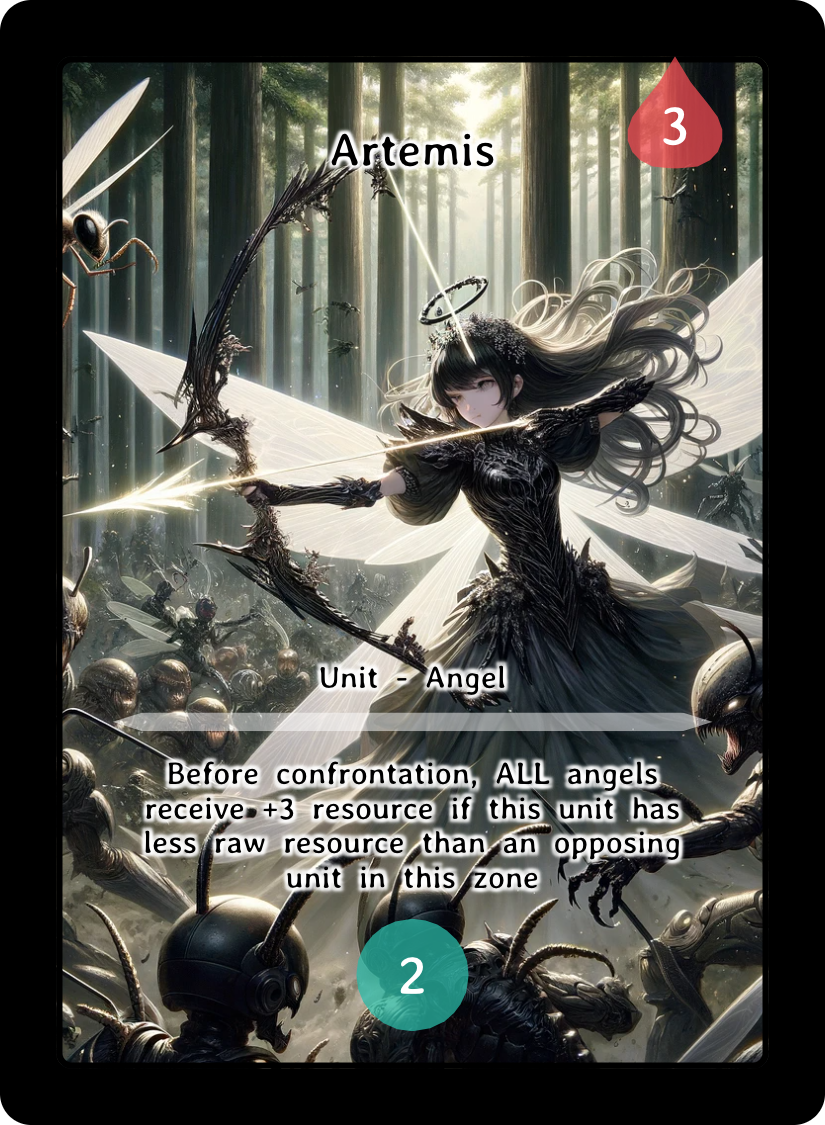 3
Artemis
Unit - Angel
Before confrontation, ALL angels
receive +3 resource if this unit has
less raw resource than an opposing
unit in this zone
2